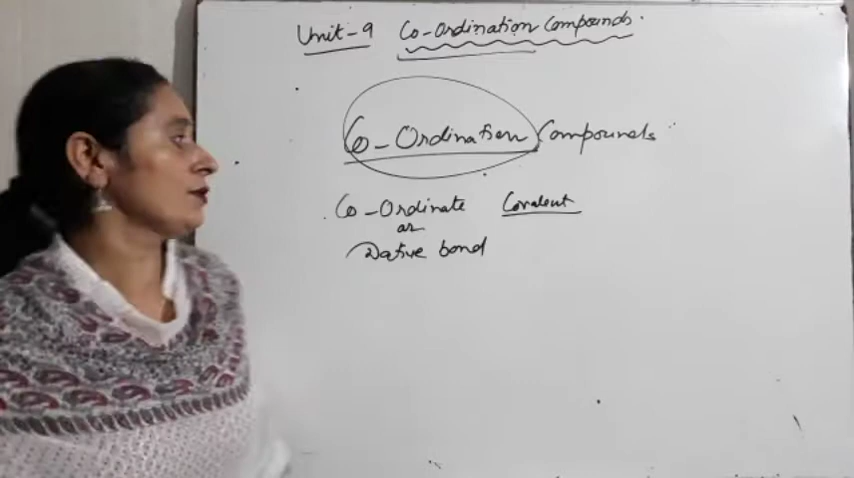 Unit-9 Co-Ordination Compounds.
Co-Ordination Compounds
Co-Ordinate Covalent
or
Dative bond